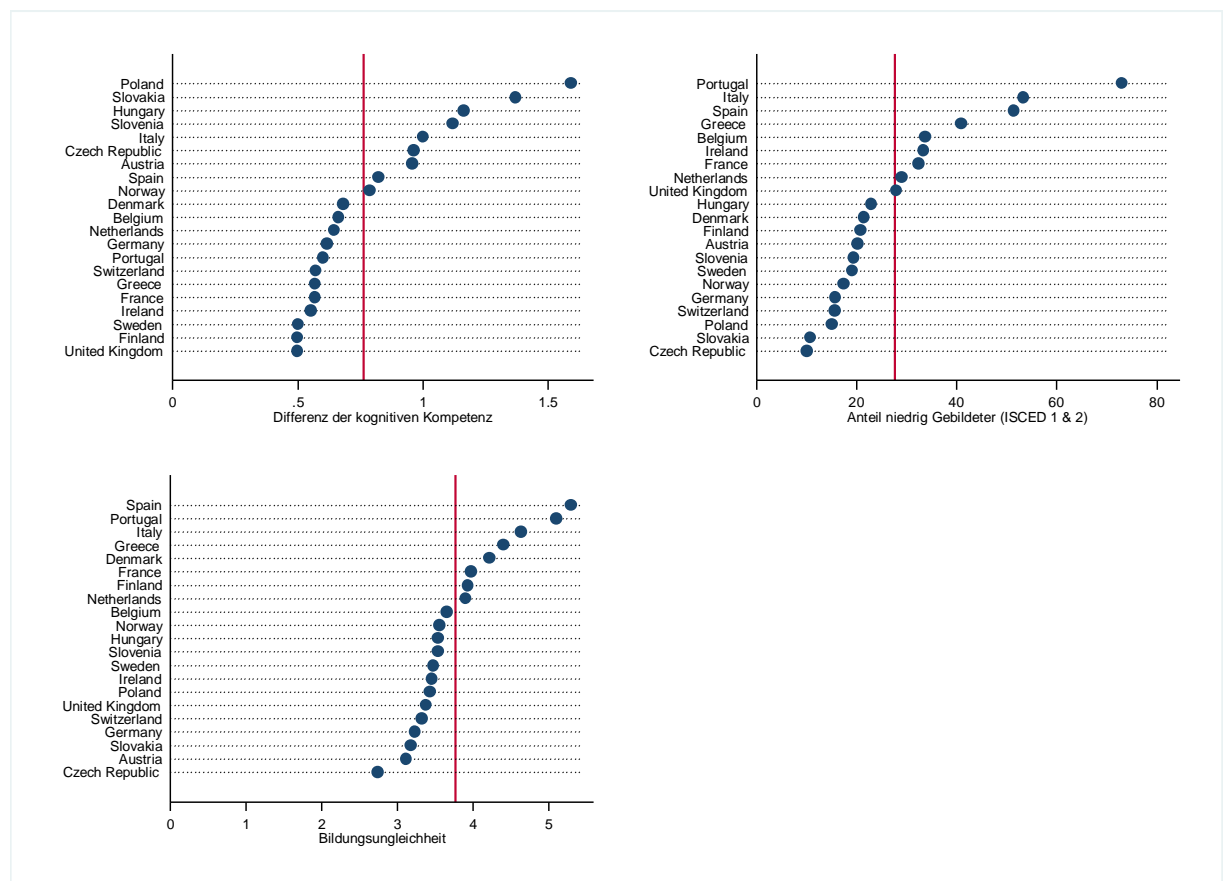 Poland
Slovakia
Hungary
Slovenia
Italy
Czech Republic
Austria
Spain
Norway
Denmark
Belgium
Netherlands
Germany
Portugal
Switzerland
Greece
France
Ireland
Sweden
Finland
United Kingdom
0 .5 1 1.5
Differenz der kognitiven Kompetenz
Portugal
Italy
Spain
Greece
Belgium
Ireland
France
Netherlands
United Kingdom
Hungary
Denmark
Finland
Austria
Slovenia
Sweden
Norway
Germany
Switzerland
Poland
Slovakia
Czech Republic
0 20 40 60 80
Anteil niedrig Gebildeter (ISCED 1 & 2)
Spain
Portugal
Italy
Greece
Denmark
France
Finland
Netherlands
Belgium
Norway
Hungary
Slovenia
Sweden
Ireland
Poland
United Kingdom
Switzerland
Germany
Slovakia
Austria
Czech Republic
0 1 2 3 4 5
Bildungsungleichheit